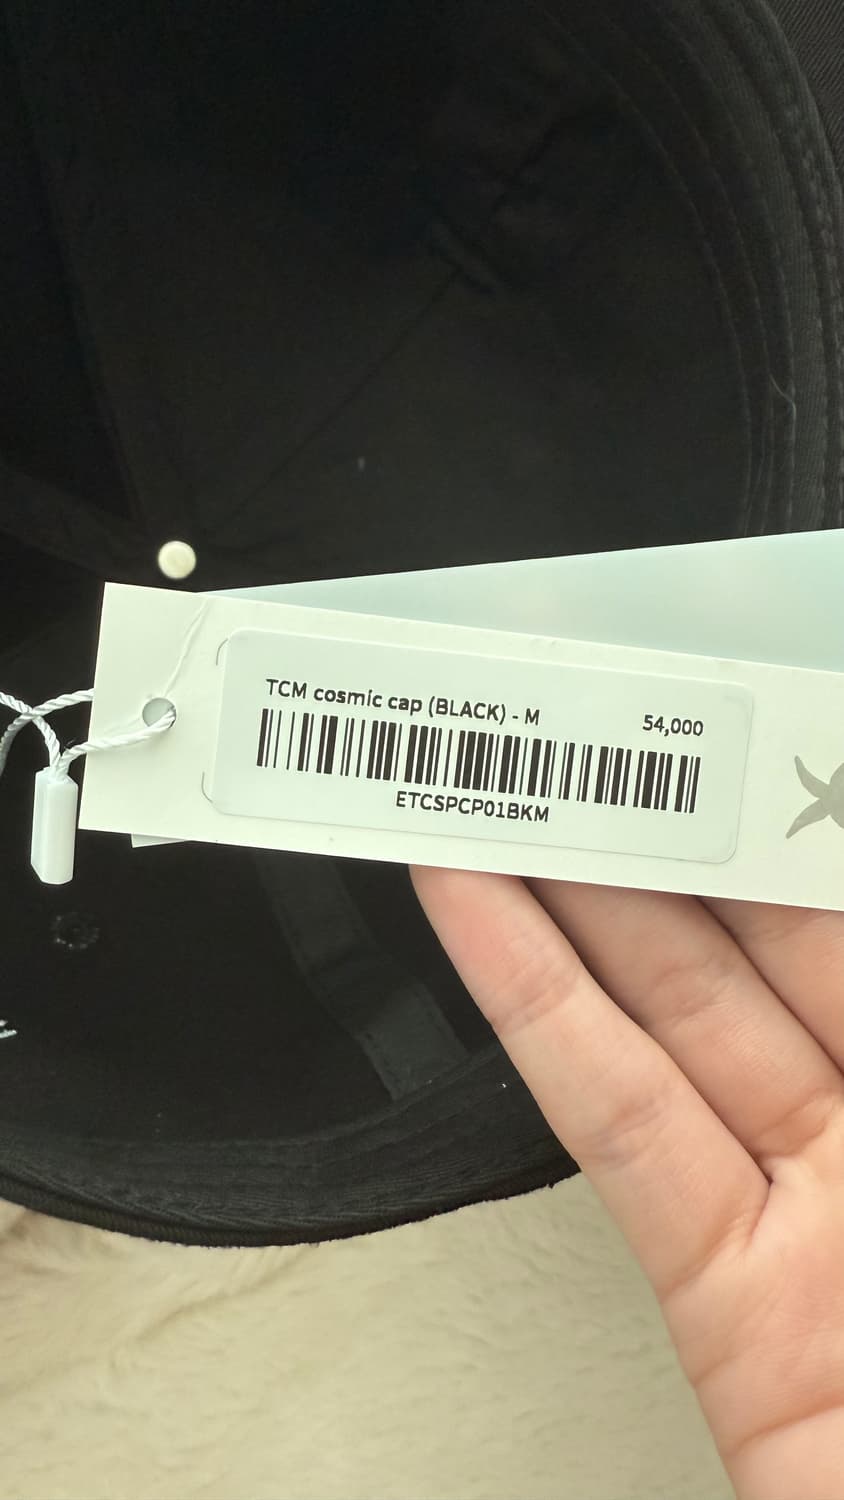 TCM cosmic cap (BLACK) - M 54,000
ETCSPCP01BKM